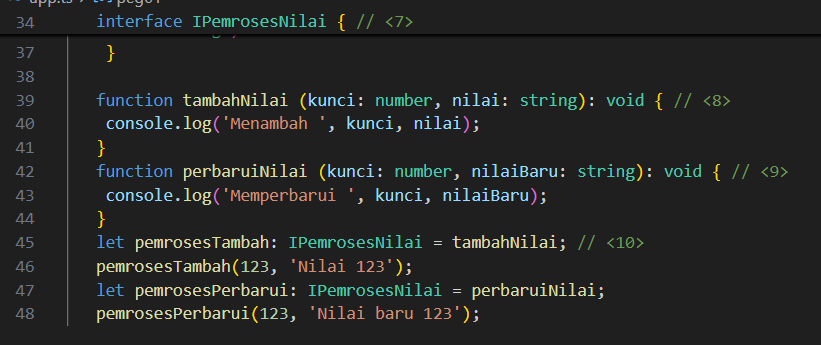 app.ts
34 interface IPemrosesNilai { // <7>
37 }
38
39 function tambahNilai (kunci: number, nilai: string): void { // <8>
40 console.log('Menambah ', kunci, nilai);
41 }
42 function perbaruiNilai (kunci: number, nilaiBaru: string): void { // <9>
43 console.log('Memperbarui ', kunci, nilaiBaru);
44 }
45 let pemrosesTambah: IPemrosesNilai = tambahNilai; // <10>
46 pemrosesTambah(123, 'Nilai 123');
47 let pemrosesPerbarui: IPemrosesNilai = perbaruiNilai;
48 pemrosesPerbarui(123, 'Nilai baru 123');